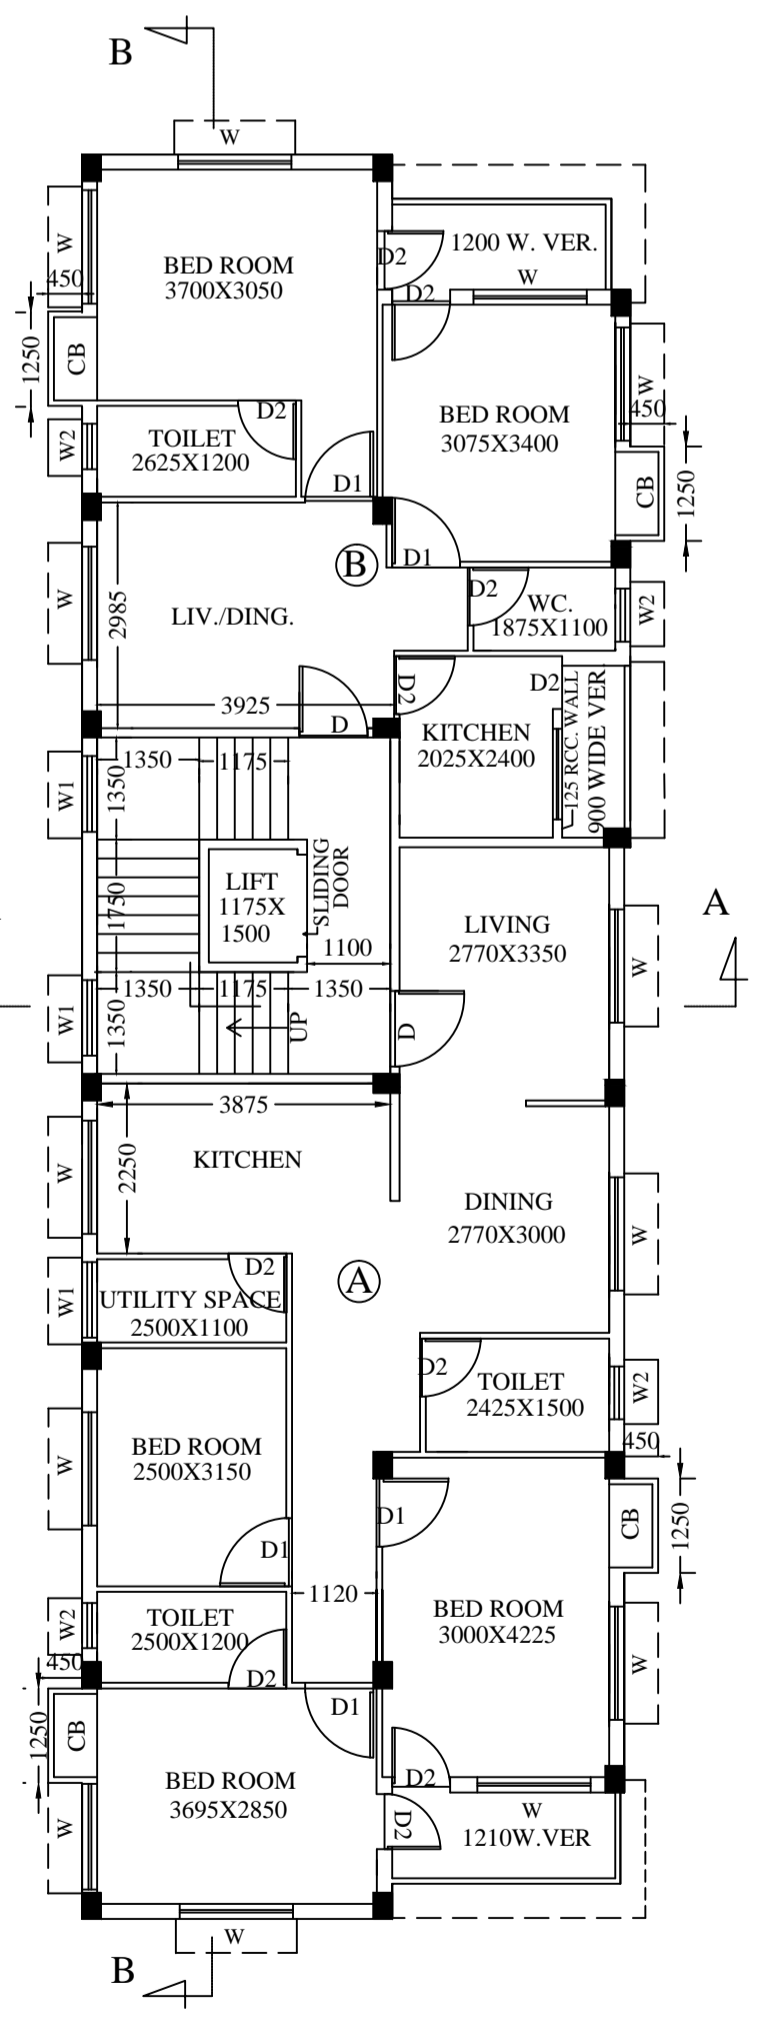 B
W
W
BED ROOM
3700X3050
D2
1200 W. VER.
W
D2
450
1250
CB
W
BED ROOM
3075X3400
450
D2
TOILET
2625X1200
W2
D1
CB
1250
D1
B
W
2985
LIV./DING.
D2
WC.
1875X1100
W2
3925
D
D2
D2
KITCHEN
2025X2400
125 RCC. WALL
900 WIDE VER.
1350
1175
W1
1350
LIFT
1175X
1500
SLIDING
DOOR
1750
1100
LIVING
2770X3350
W
A
1350
1175
1350
W1
1350
UP
D
3875
W
2250
KITCHEN
DINING
2770X3000
W
D2
A
W1
UTILITY SPACE
2500X1100
D2
TOILET
2425X1500
W2
450
W
BED ROOM
2500X3150
D1
D1
CB
1250
1120
W2
TOILET
2500X1200
D2
BED ROOM
3000X4225
W
450
1250
CB
D1
BED ROOM
3695X2850
D2
W
D2
W
1210W.VER
W
B